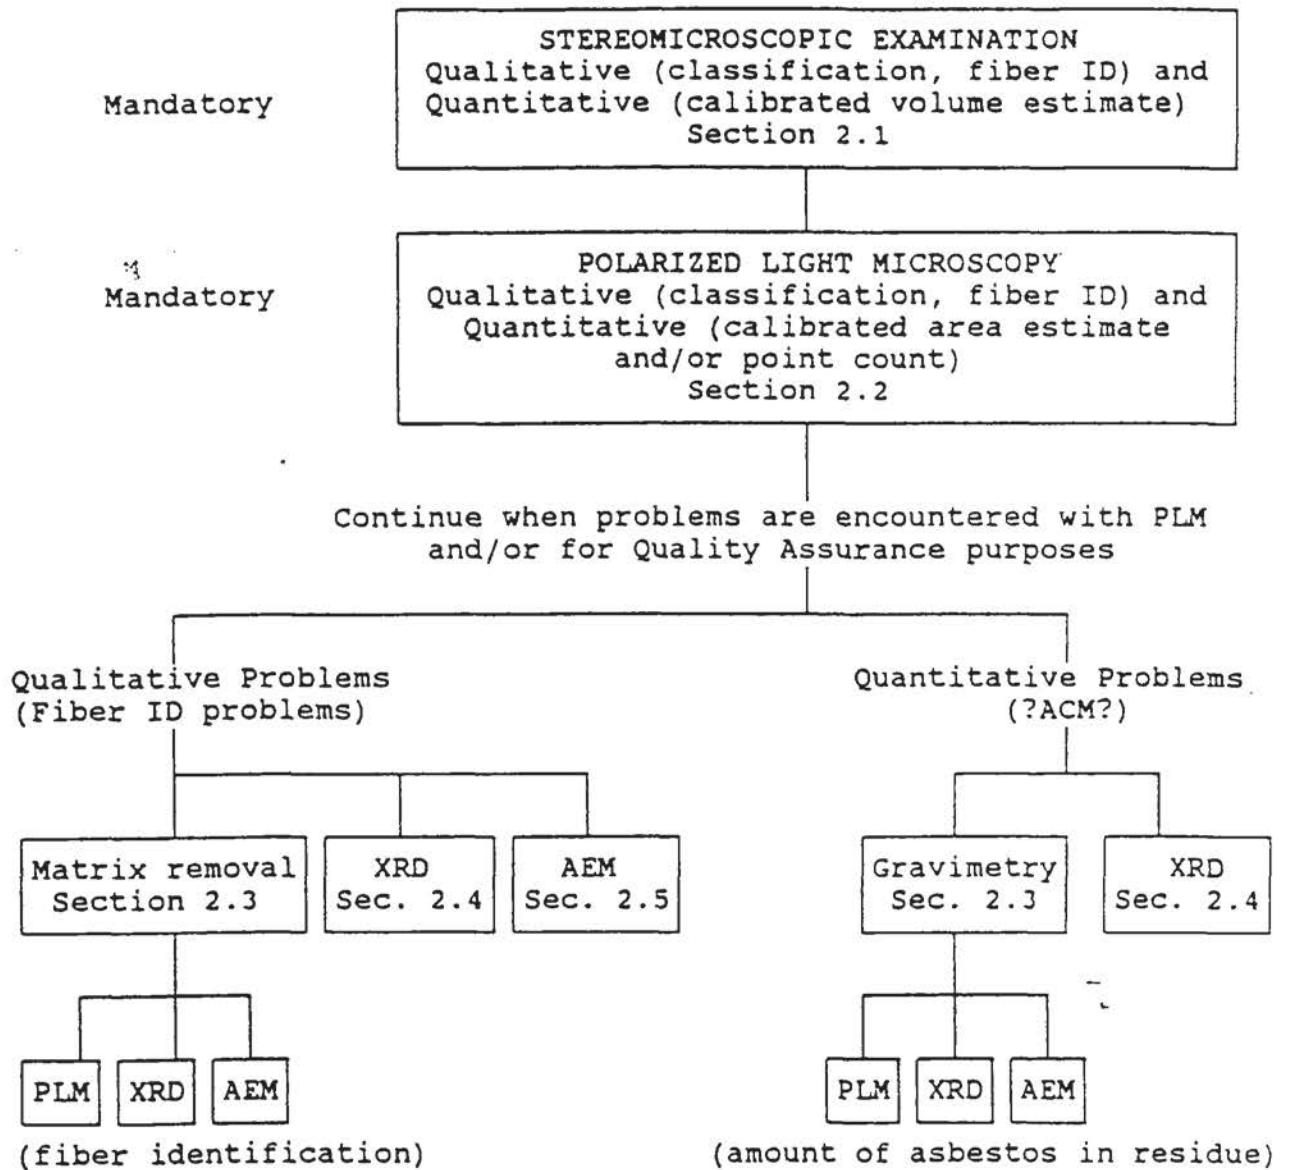 Mandatory
STEREOMICROSCOPIC EXAMINATION
Qualitative (classification, fiber ID) and
Quantitative (calibrated volume estimate)
Section 2.1
Mandatory
POLARIZED LIGHT MICROSCOPY
Qualitative (classification, fiber ID) and
Quantitative (calibrated area estimate
and/or point count)
Section 2.2
Continue when problems are encountered with PLM
and/or for Quality Assurance purposes
Qualitative Problems
(Fiber ID problems)
Quantitative Problems
(?ACM?)
Matrix removal
Section 2.3
XRD
Sec. 2.4
AEM
Sec. 2.5
Gravimetry
Sec. 2.3
XRD
Sec. 2.4
PLM
XRD
AEM
(fiber identification)
PLM
XRD
AEM
(amount of asbestos in residue)